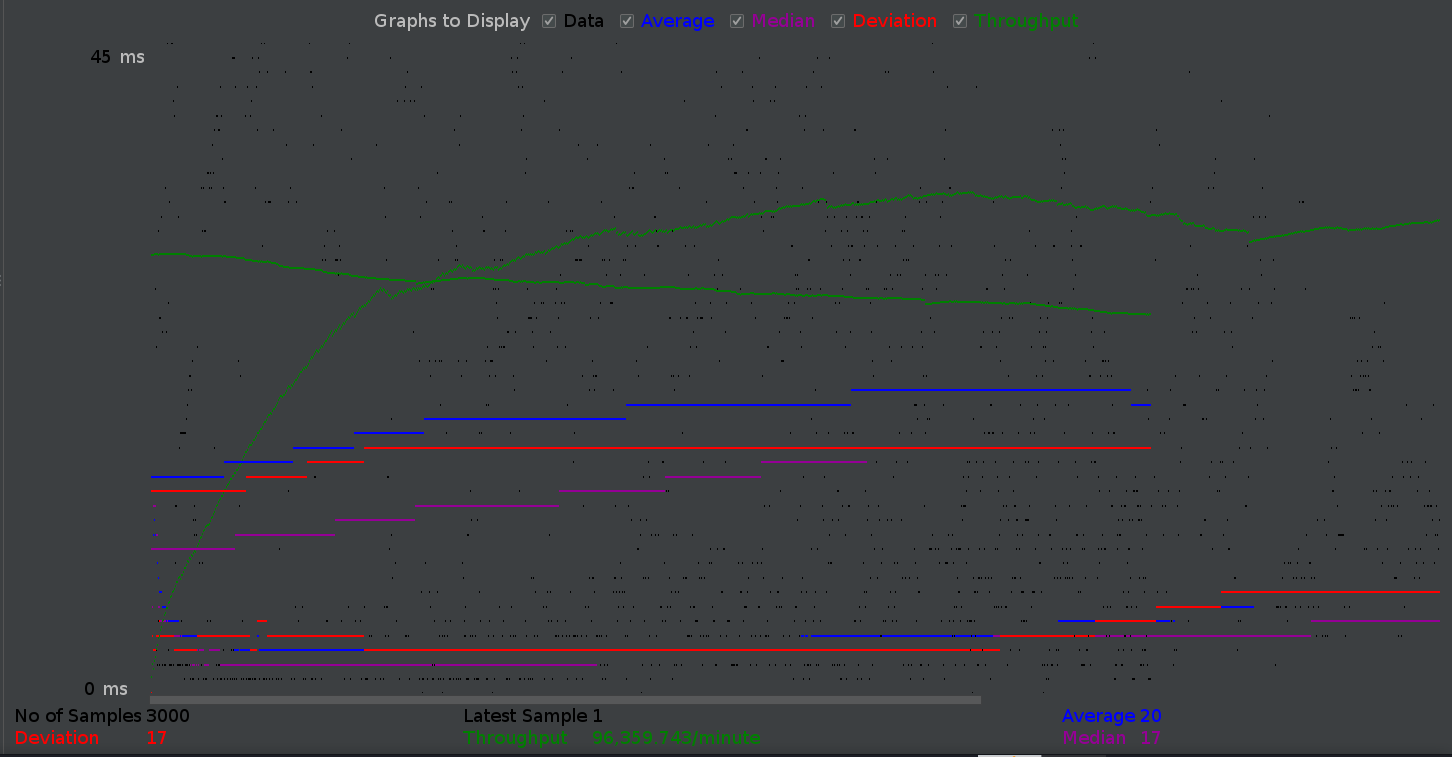 Graphs to Display Data Average Median Deviation Throughput
45 ms
0 ms
No of Samples 3000 Latest Sample 1 Average 20
Deviation 17 Throughput 96,359.743/minute Median 17